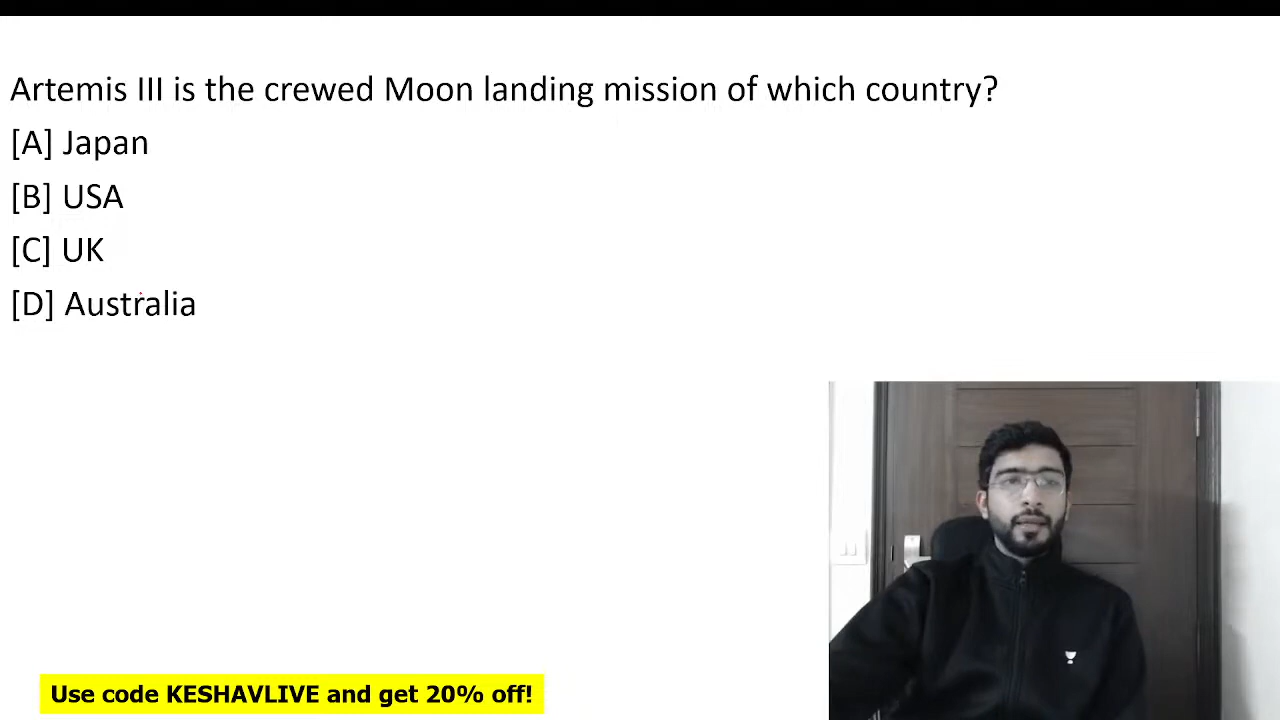 Artemis III is the crewed Moon landing mission of which country?
[A] Japan
[B] USA
[C] UK
[D] Australia
Use code KESHAVLIVE and get 20% off!